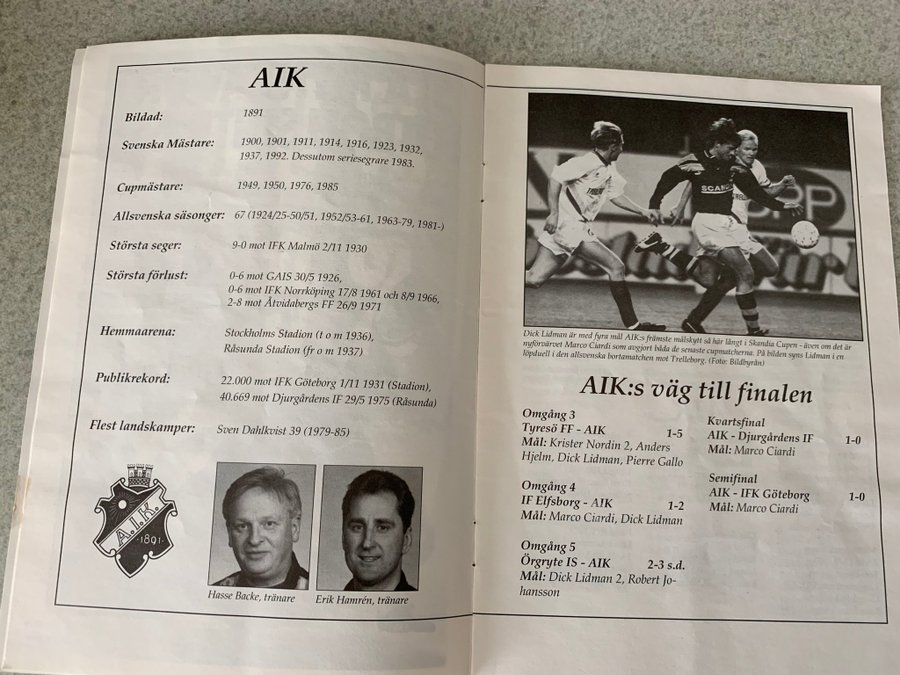 AIK
Bildad: 1891
Svenska Mästare: 1900, 1901, 1911, 1914, 1916, 1923, 1932,
1937, 1992. Dessutom seriesegrare 1983.
Cupmästare: 1949, 1950, 1976, 1985
Allsvenska säsonger: 67 (1924/25-50/51, 1952/53-61, 1963-79, 1981-)
Största seger: 9-0 mot IFK Malmö 2/11 1930
Största förlust: 0-6 mot GAIS 30/5 1926,
0-6 mot IFK Norrköping 17/8 1961 och 8/9 1966,
2-8 mot Åtvidabergs FF 26/9 1971
Hemmaarena: Stockholms Stadion (t o m 1936),
Råsunda Stadion (fr o m 1937)
Publikrekord: 22.000 mot IFK Göteborg 1/11 1931 (Stadion),
40.669 mot Djurgårdens IF 29/5 1975 (Råsunda)
Flest landskamper: Sven Dahlkvist 39 (1979-85)
A.I.K.
1891
Hasse Backe, tränare
Erik Hamrén, tränare
SCANIA
BPP
Dick Lidman är med fyra mål AIK:s främste målskytt så här långt i Skandia Cupen - även om det är
nyförvärvet Marco Ciardi som avgjort båda de senaste cupmatcherna. På bilden syns Lidman i en
löpduell i den allsvenska bortamatchen mot Trelleborg. (Foto: Bildbyrån)
AIK:s väg till finalen
Omgång 3
Tyresö FF - AIK 1-5
Mål: Krister Nordin 2, Anders
Hjelm, Dick Lidman, Pierre Gallo
Omgång 4
IF Elfsborg - AIK 1-2
Mål: Marco Ciardi, Dick Lidman
Omgång 5
Örgryte IS - AIK 2-3 s.d.
Mål: Dick Lidman 2, Robert Jo-
hansson
Kvartsfinal
AIK - Djurgårdens IF 1-0
Mål: Marco Ciardi
Semifinal
AIK - IFK Göteborg 1-0
Mål: Marco Ciardi